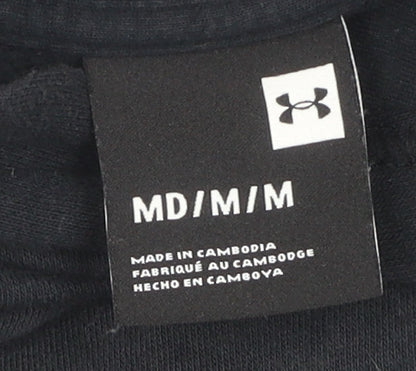 MD/M/M
MADE IN CAMBODIA
FABRIQUÉ AU CAMBODGE
HECHO EN CAMBOYA